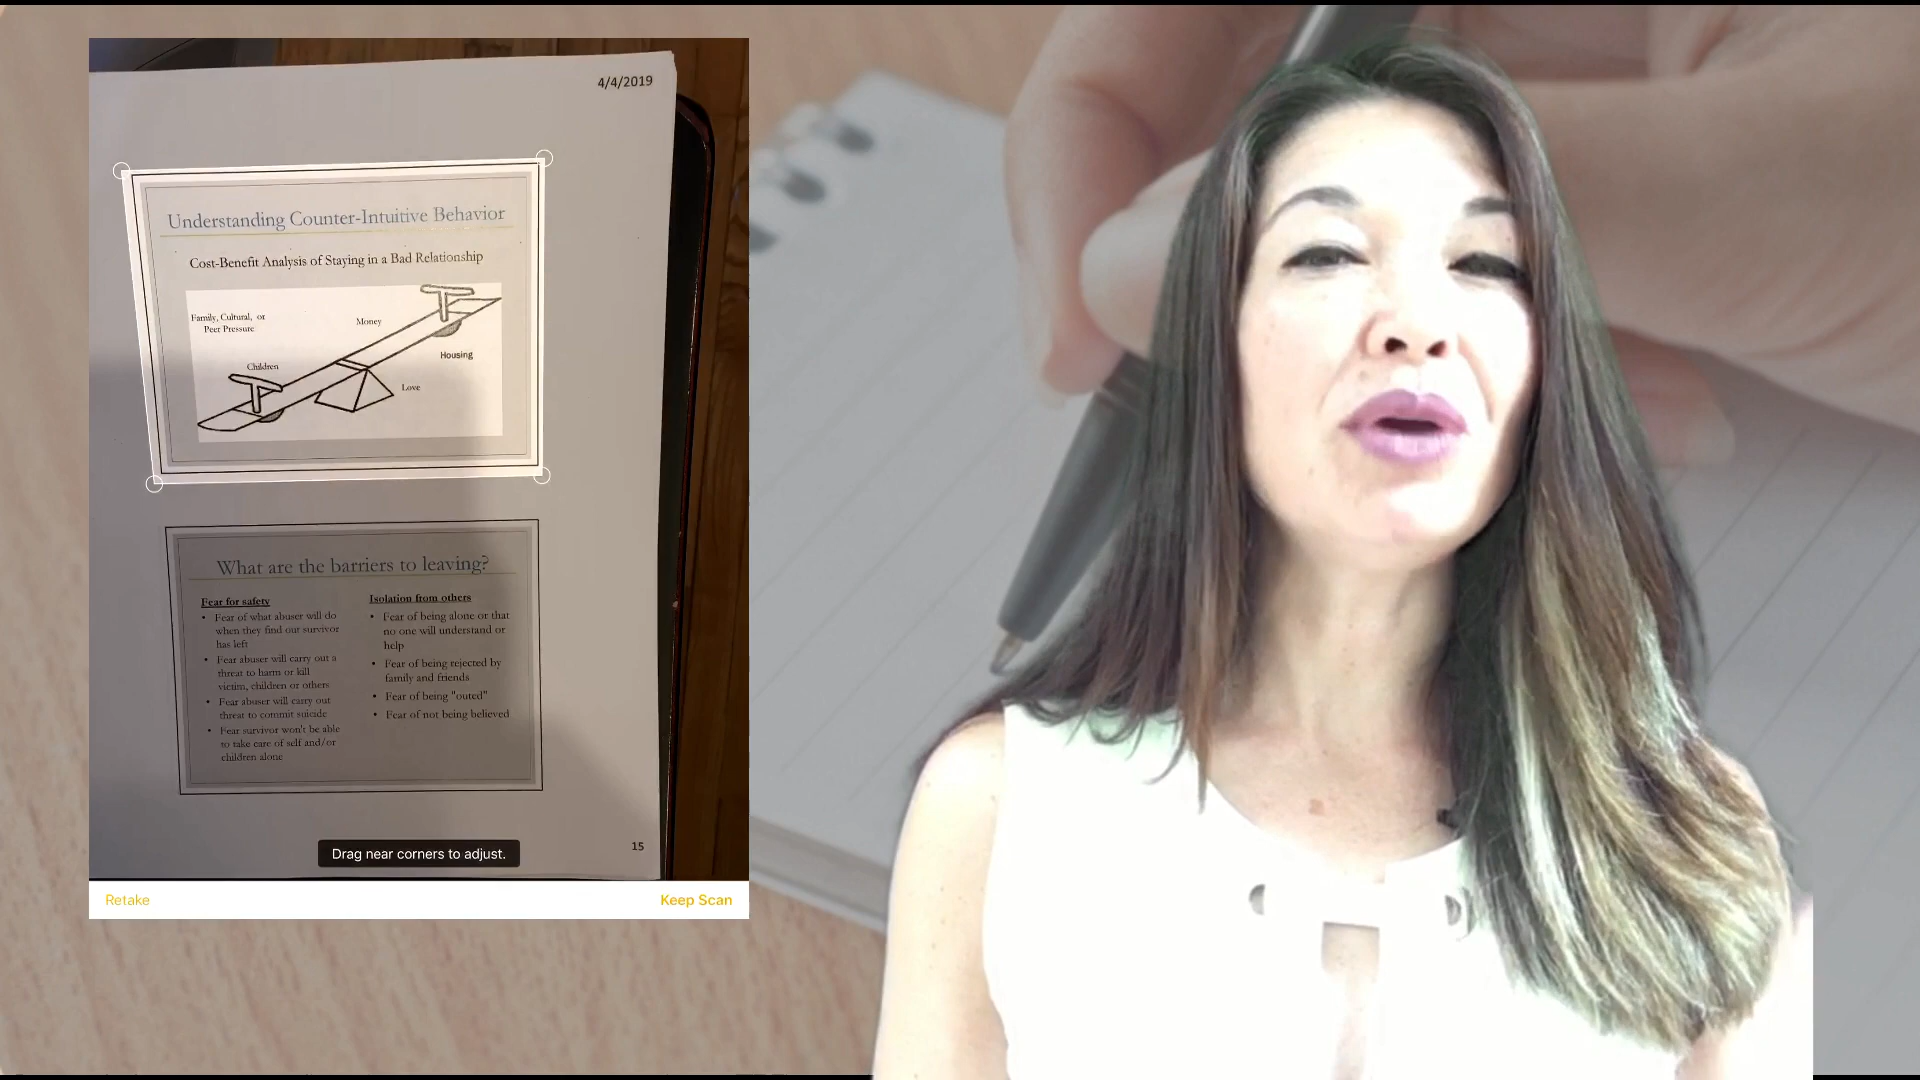 4/4/2019
Understanding Counter-Intuitive Behavior
Cost-Benefit Analysis of Staying in a Bad Relationship
Family, Cultural, or
Peer Pressure
Money
Housing
Children
Love
What are the barriers to leaving?
Fear for safety
• Fear of what abuser will do
when they find out survivor
has left
• Fear abuser will carry out a
threat to harm or kill
victim, children or others
• Fear abuser will carry out
threat to commit suicide
• Fear survivor won't be able
to take care of self and/or
children alone
Isolation from others
• Fear of being alone or that
no one will understand or
help
• Fear of being rejected by
family and friends
• Fear of being "outed"
• Fear of not being believed
15
Drag near corners to adjust.
Retake
Keep Scan